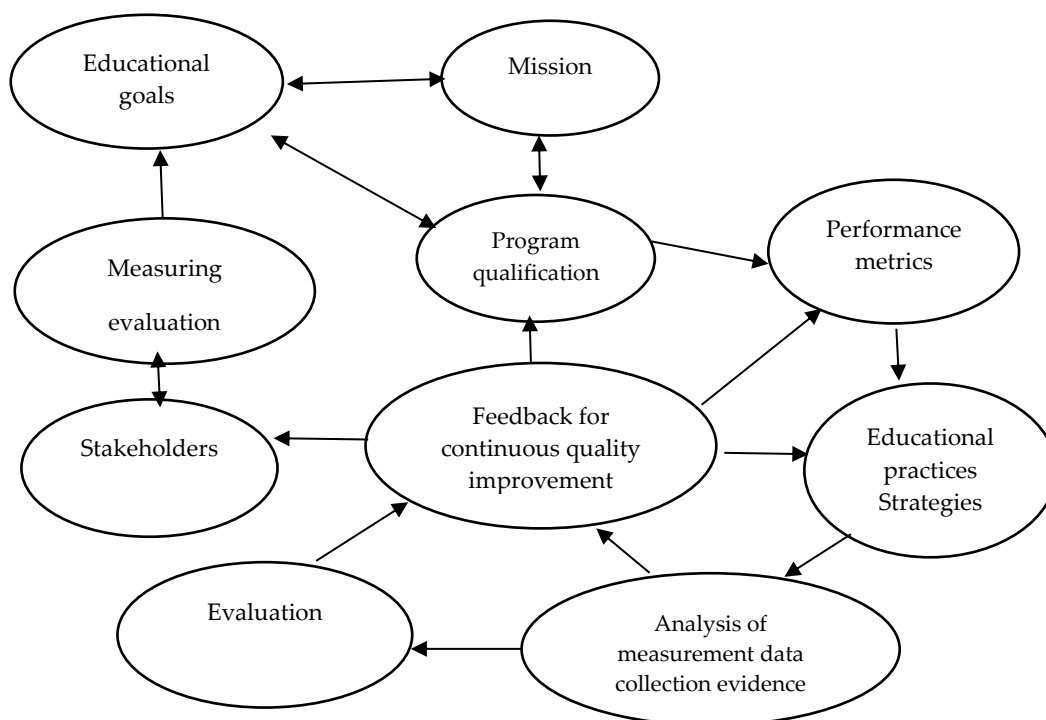 Educational
goals
Mission
Program
qualification
Performance
metrics
Measuring
evaluation
Stakeholders
Feedback for
continuous quality
improvement
Educational
practices
Strategies
Evaluation
Analysis of
measurement data
collection evidence